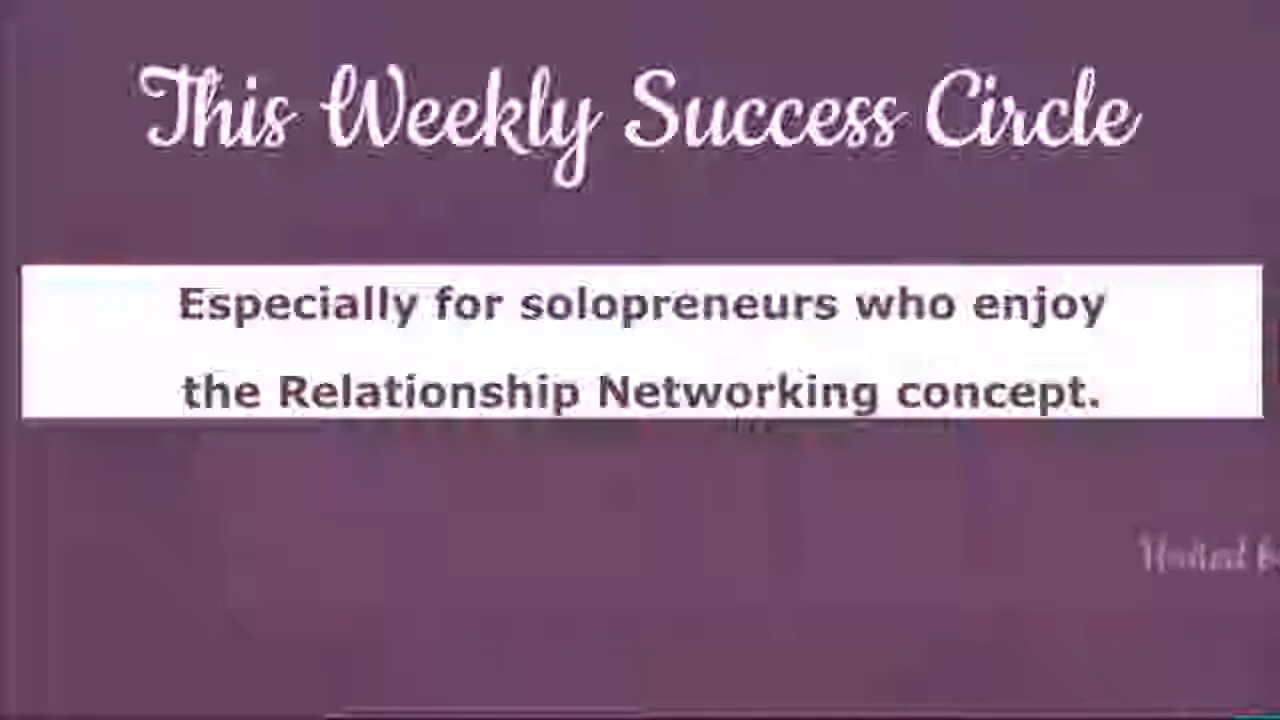 This Weekly Success Circle
Especially for solopreneurs who enjoy
the Relationship Networking concept.